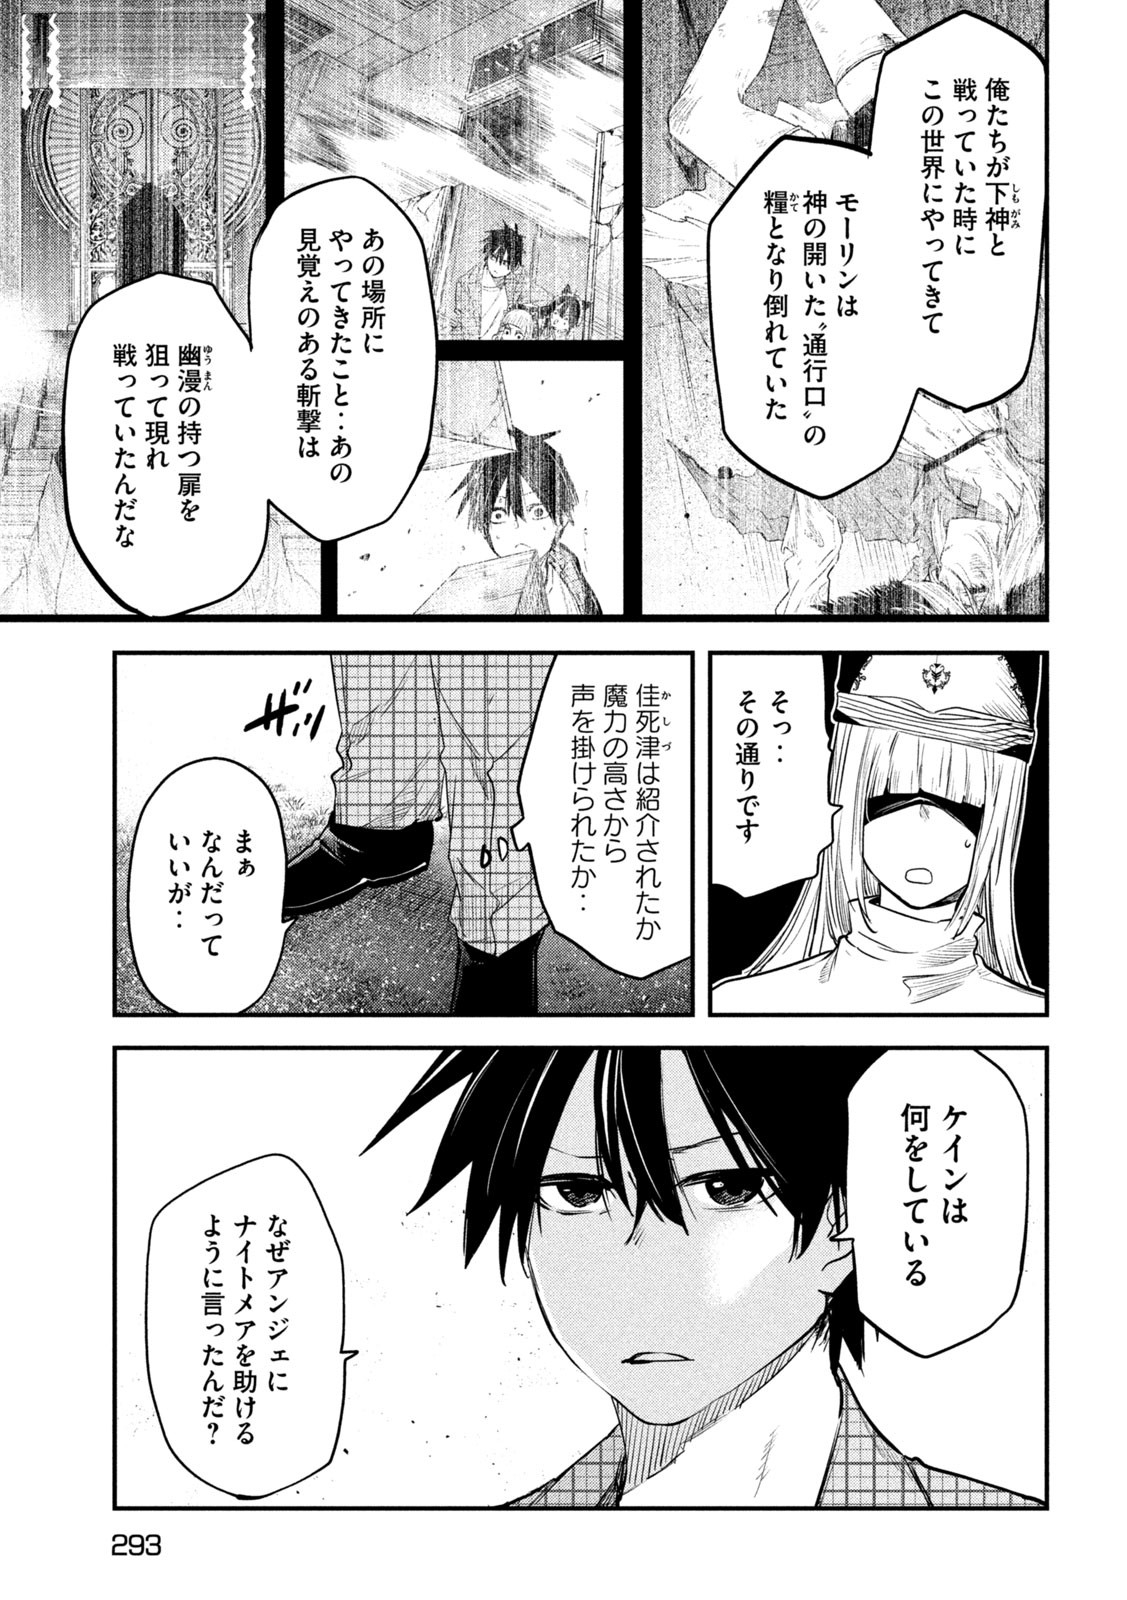 俺たちが下神と
戦っていた時に
この世界にやってきて
モーリンは
神の開いた〝通行口〟の
糧となり倒れていた
あの場所に
やってきたこと‥あの
見覚えのある斬撃は
幽漫の持つ扉を
狙って現れ
戦っていたんだな
そっ‥
その通りです
佳死津は紹介されたか
魔力の高さから
声を掛けられたか‥
ザッ
まぁ
なんだって
いいが‥
ケインは
何をしている
なぜアンジェに
ナイトメアを助ける
ように言ったんだ?
293